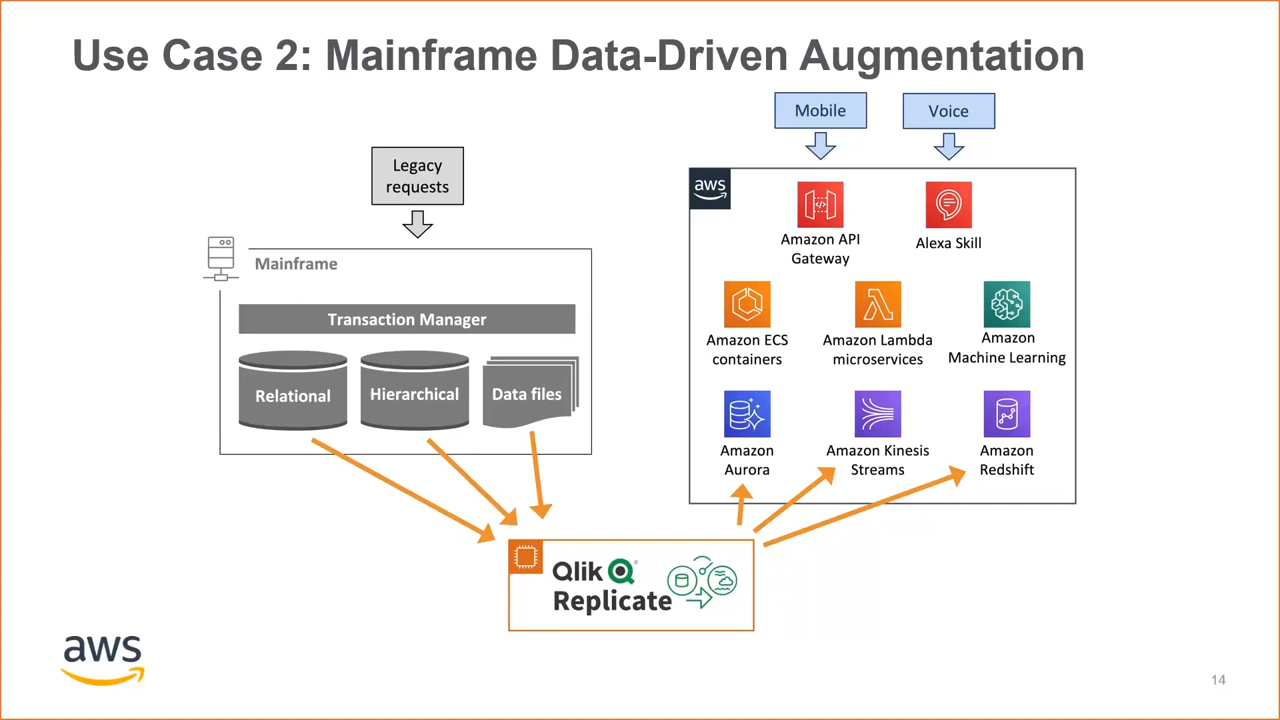 Use Case 2: Mainframe Data-Driven Augmentation
Mobile
Voice
Legacy
requests
aws
Amazon API
Gateway
Alexa Skill
Mainframe
Transaction Manager
Relational
Hierarchical
Data files
Amazon ECS
containers
Amazon Lambda
microservices
Amazon
Machine Learning
Amazon
Aurora
Amazon Kinesis
Streams
Amazon
Redshift
Qlik
Replicate
aws
14